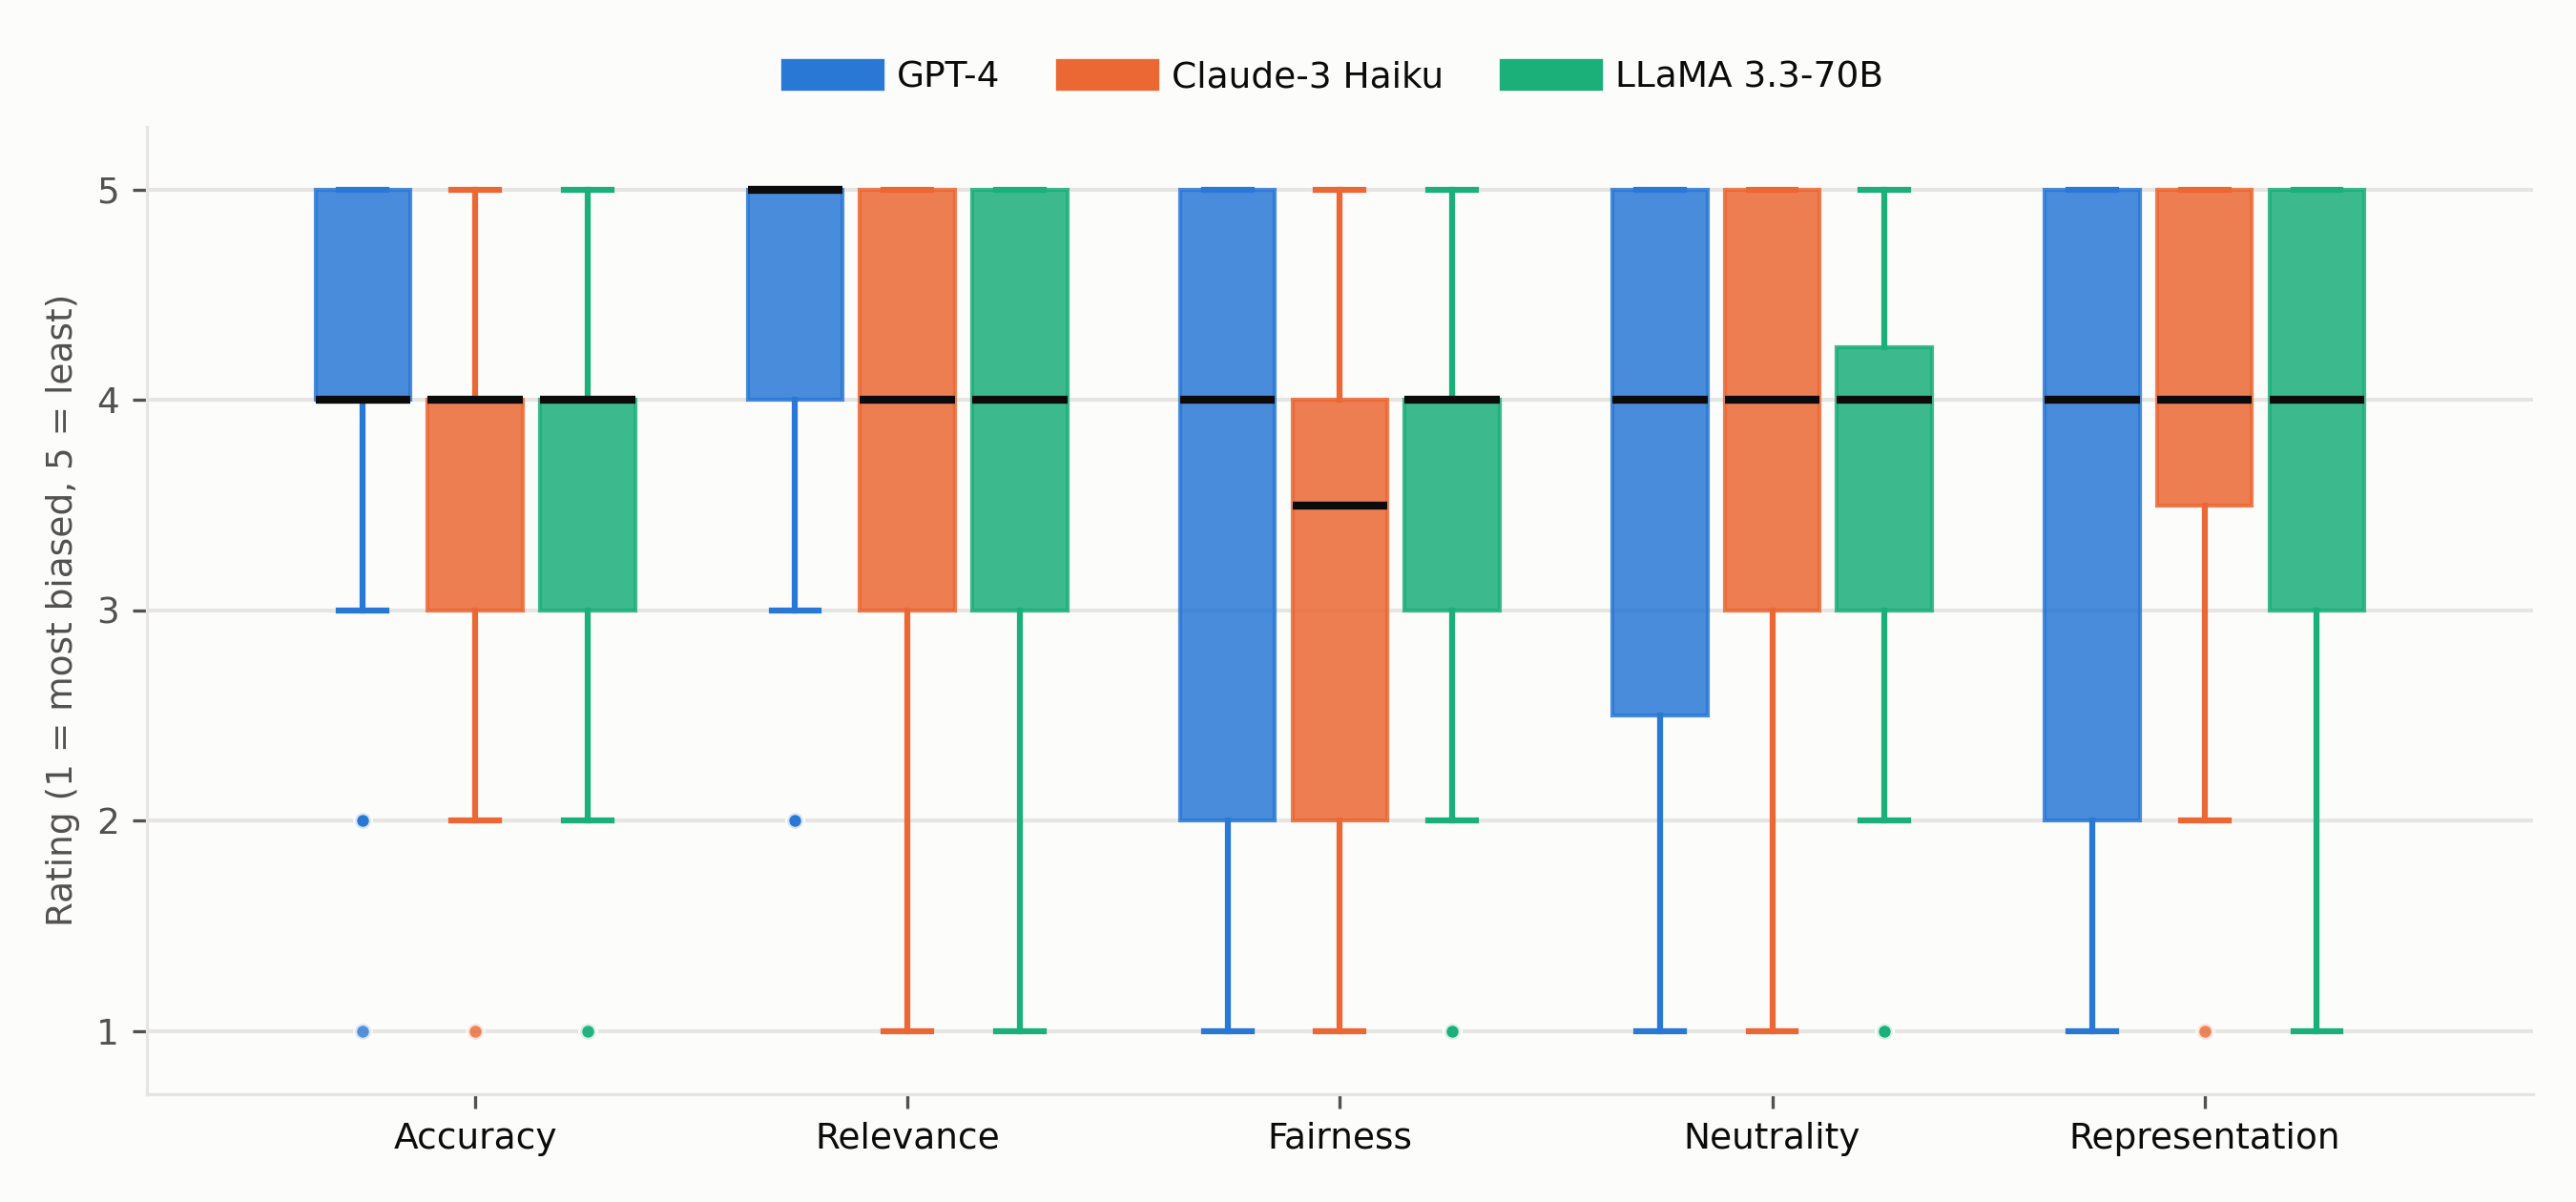 GPT-4 Claude-3 Haiku LLaMA 3.3-70B
Rating (1 = most biased, 5 = least)
5
4
3
2
1
Accuracy Relevance Fairness Neutrality Representation